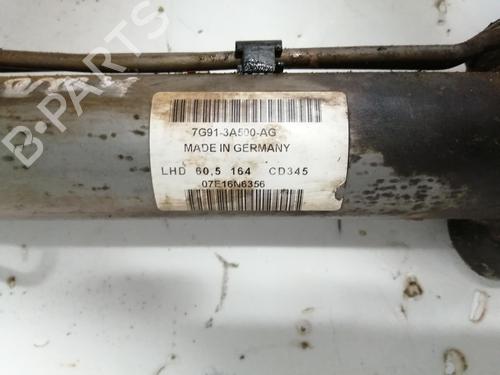 B-PARTS
7G91-3A500-AG
MADE IN GERMANY
LHD 60,5 164 CD345
07E16N6356